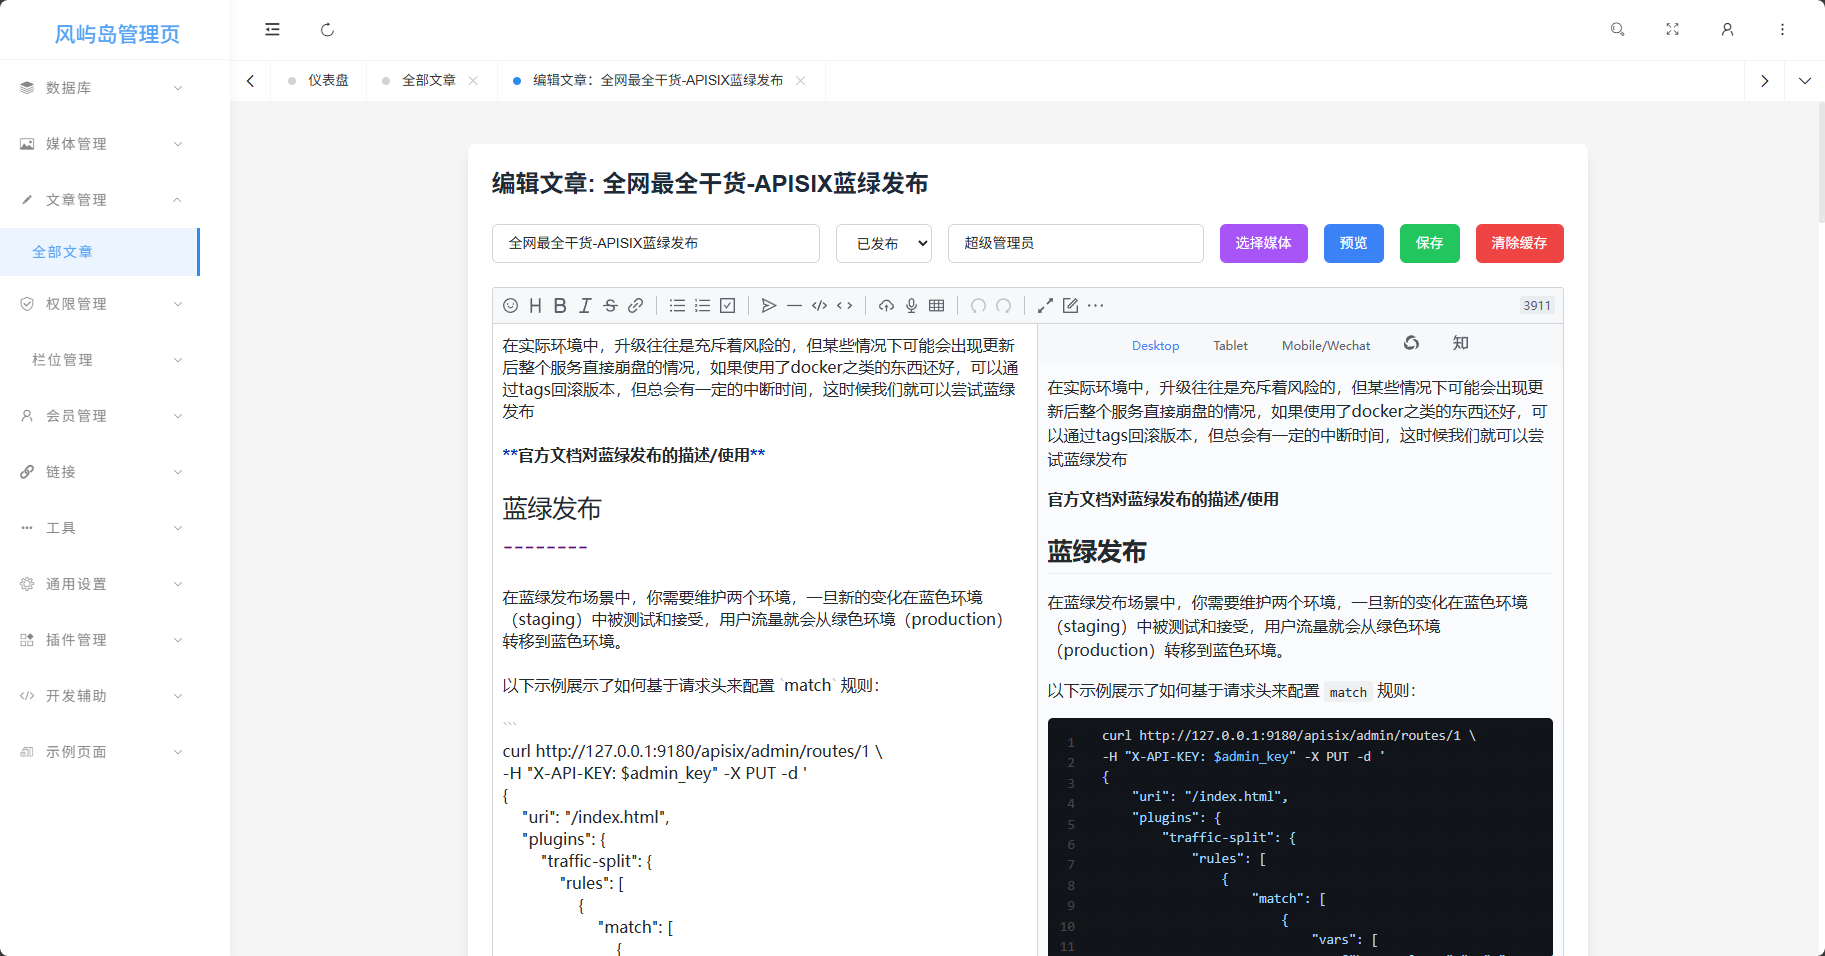 风屿岛管理页
数据库
媒体管理
文章管理
全部文章
权限管理
栏位管理
会员管理
链接
工具
通用设置
插件管理
开发辅助
示例页面
仪表盘
全部文章
编辑文章：全网最全干货-APISIX蓝绿发布
编辑文章: 全网最全干货-APISIX蓝绿发布
全网最全干货-APISIX蓝绿发布
已发布
超级管理员
选择媒体
预览
保存
清除缓存
3911
在实际环境中，升级往往是充斥着风险的，但某些情况下可能会出现更新
后整个服务直接崩盘的情况，如果使用了docker之类的东西还好，可以通
过tags回滚版本，但总会有一定的中断时间，这时候我们就可以尝试蓝绿
发布
**官方文档对蓝绿发布的描述/使用**
蓝绿发布
--------
在蓝绿发布场景中，你需要维护两个环境，一旦新的变化在蓝色环境
（staging）中被测试和接受，用户流量就会从绿色环境（production）
转移到蓝色环境。
以下示例展示了如何基于请求头来配置 `match` 规则：
```
curl http://127.0.0.1:9180/apisix/admin/routes/1 \
-H "X-API-KEY: $admin_key" -X PUT -d '
{
"uri": "/index.html",
"plugins": {
"traffic-split": {
"rules": [
{
"match": [
{
Desktop
Tablet
Mobile/Wechat
知
在实际环境中，升级往往是充斥着风险的，但某些情况下可能会出现更
新后整个服务直接崩盘的情况，如果使用了docker之类的东西还好，可
以通过tags回滚版本，但总会有一定的中断时间，这时候我们就可以尝
试蓝绿发布
官方文档对蓝绿发布的描述/使用
蓝绿发布
在蓝绿发布场景中，你需要维护两个环境，一旦新的变化在蓝色环境
（staging）中被测试和接受，用户流量就会从绿色环境
（production）转移到蓝色环境。
以下示例展示了如何基于请求头来配置 match 规则：
1 curl http://127.0.0.1:9180/apisix/admin/routes/1 \
2 -H "X-API-KEY: $admin_key" -X PUT -d '
3 {
4 "uri": "/index.html",
5 "plugins": {
6 "traffic-split": {
7 "rules": [
8 {
9 "match": [
10 {
11 "vars": [